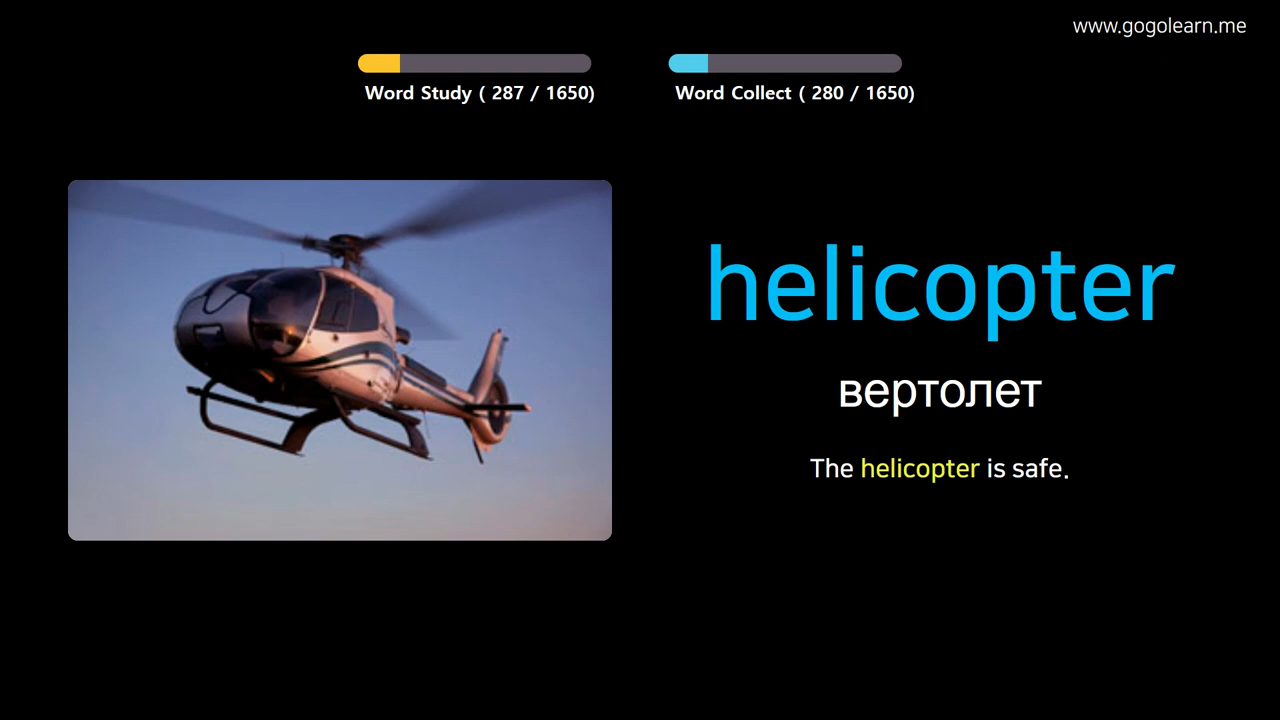 www.gogolearn.me
Word Study ( 287 / 1650)
Word Collect ( 280 / 1650)
helicopter
вертолет
The helicopter is safe.